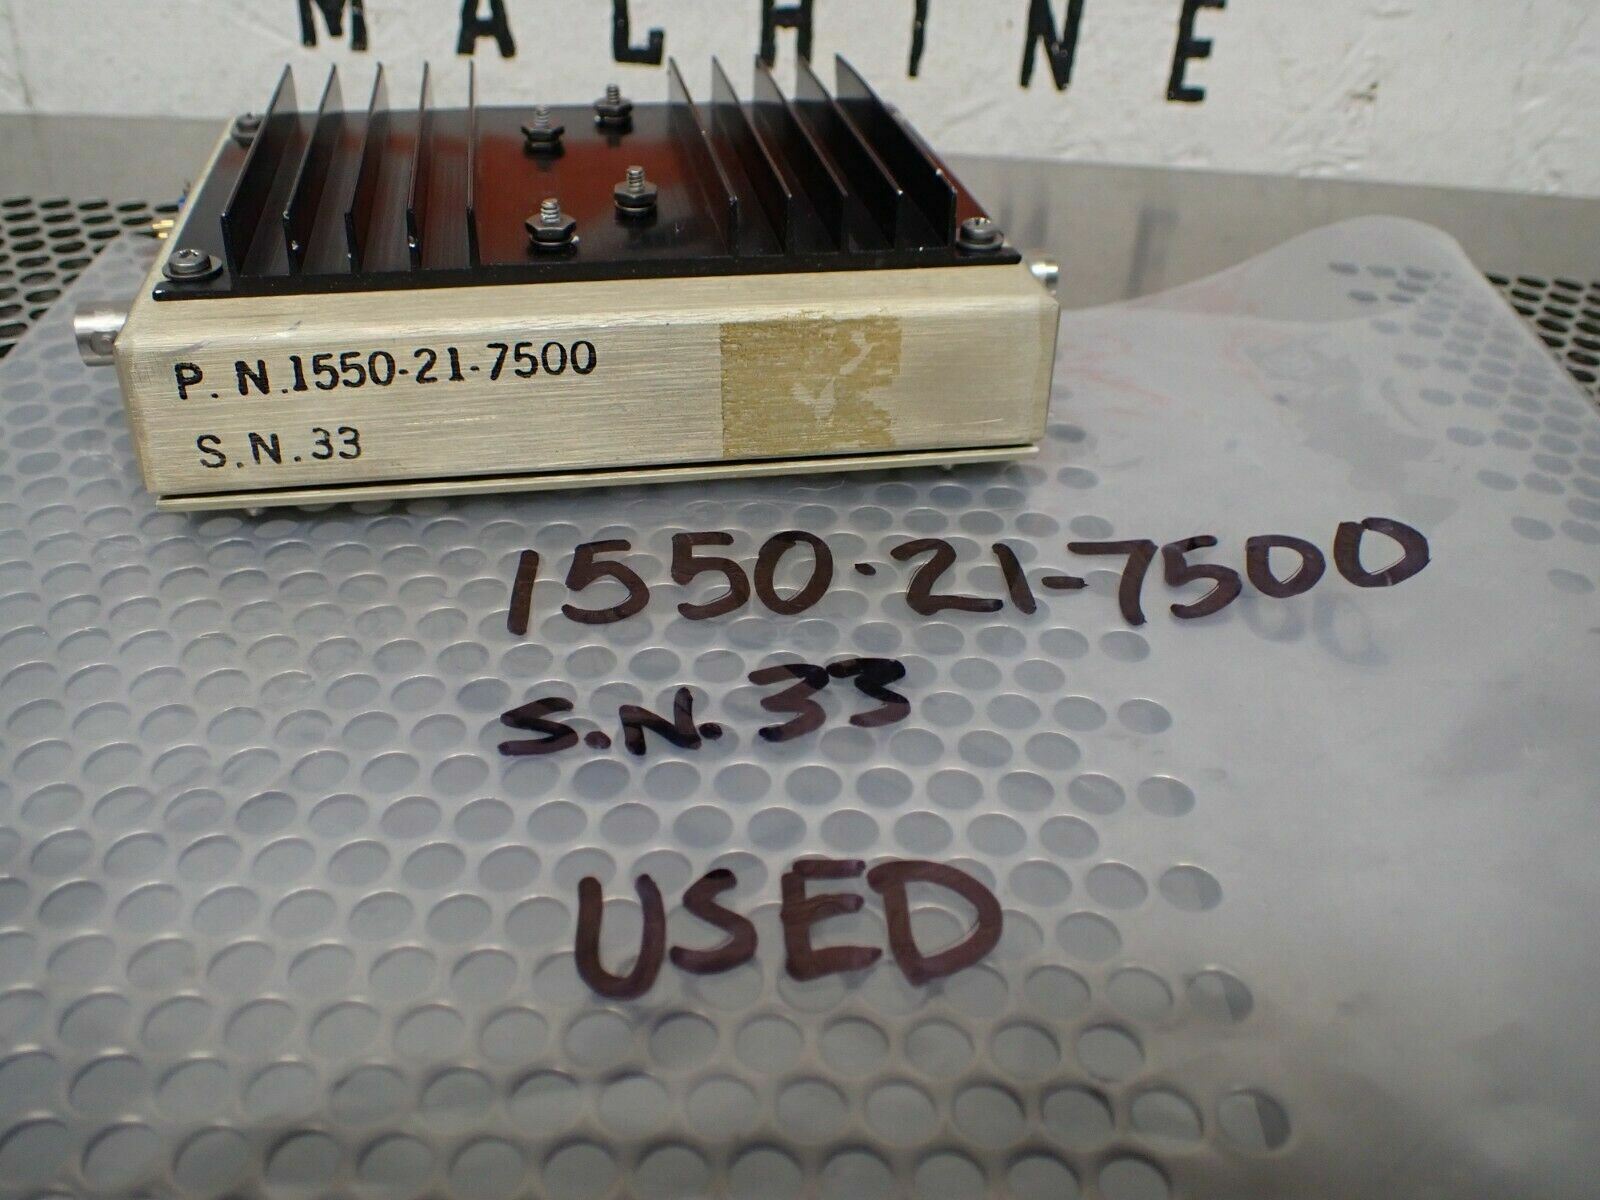 MACHINE
P. N. 1550-21-7500
S. N. 33
1550-21-7500
S.N. 33
USED